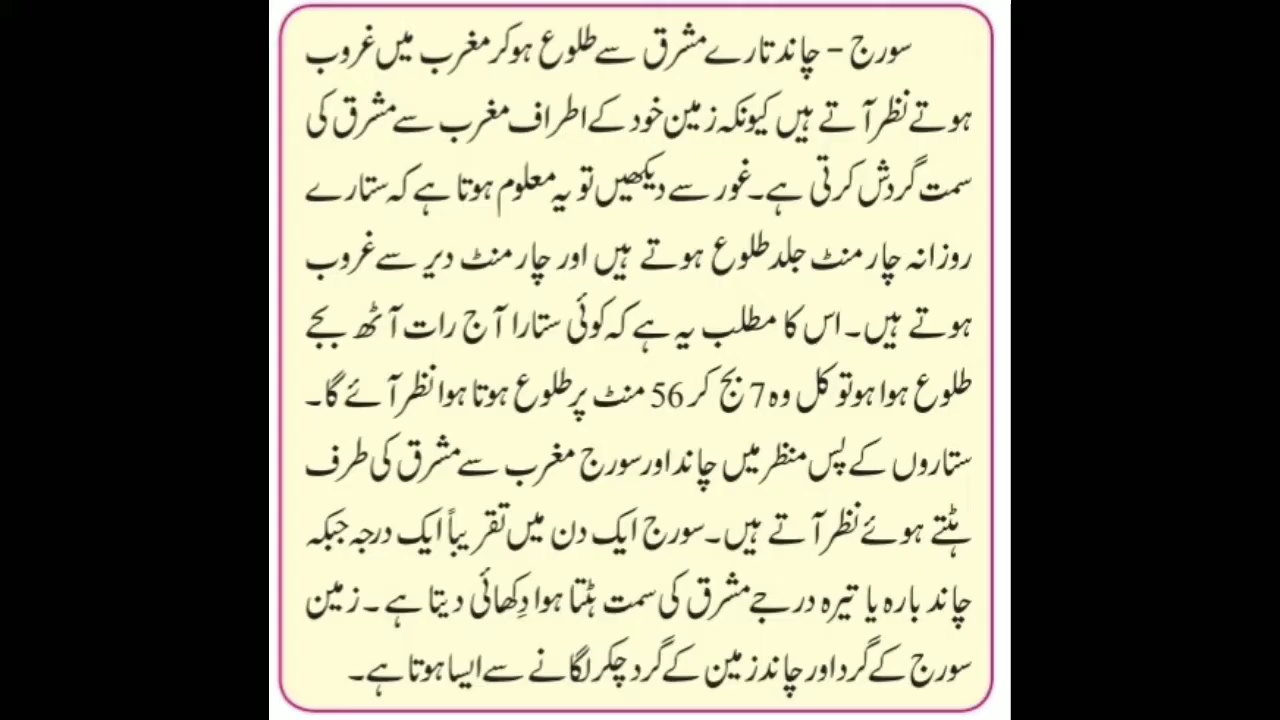 سورج - چاند تارے مشرق سے طلوع ہوکر مغرب میں غروب
ہوتے نظر آتے ہیں کیونکہ زمین خود کے اطراف مغرب سے مشرق کی
سمت گردش کرتی ہے۔ غور سے دیکھیں تو یہ معلوم ہوتا ہے کہ ستارے
روزانہ چار منٹ جلد طلوع ہوتے ہیں اور چار منٹ دیر سے غروب
ہوتے ہیں۔ اس کا مطلب یہ ہے کہ کوئی ستارا آج رات آٹھ بجے
طلوع ہوا ہو تو کل وہ 7 بج کر 56 منٹ پر طلوع ہوتا ہوا نظر آئے گا۔
ستاروں کے پس منظر میں چاند اور سورج مغرب سے مشرق کی طرف
ہٹتے ہوئے نظر آتے ہیں۔ سورج ایک دن میں تقریباً ایک درجہ جبکہ
چاند بارہ یا تیرہ درجے مشرق کی سمت ہٹتا ہوا دِکھائی دیتا ہے۔ زمین
سورج کے گرد اور چاند زمین کے گرد چکر لگانے سے ایسا ہوتا ہے۔